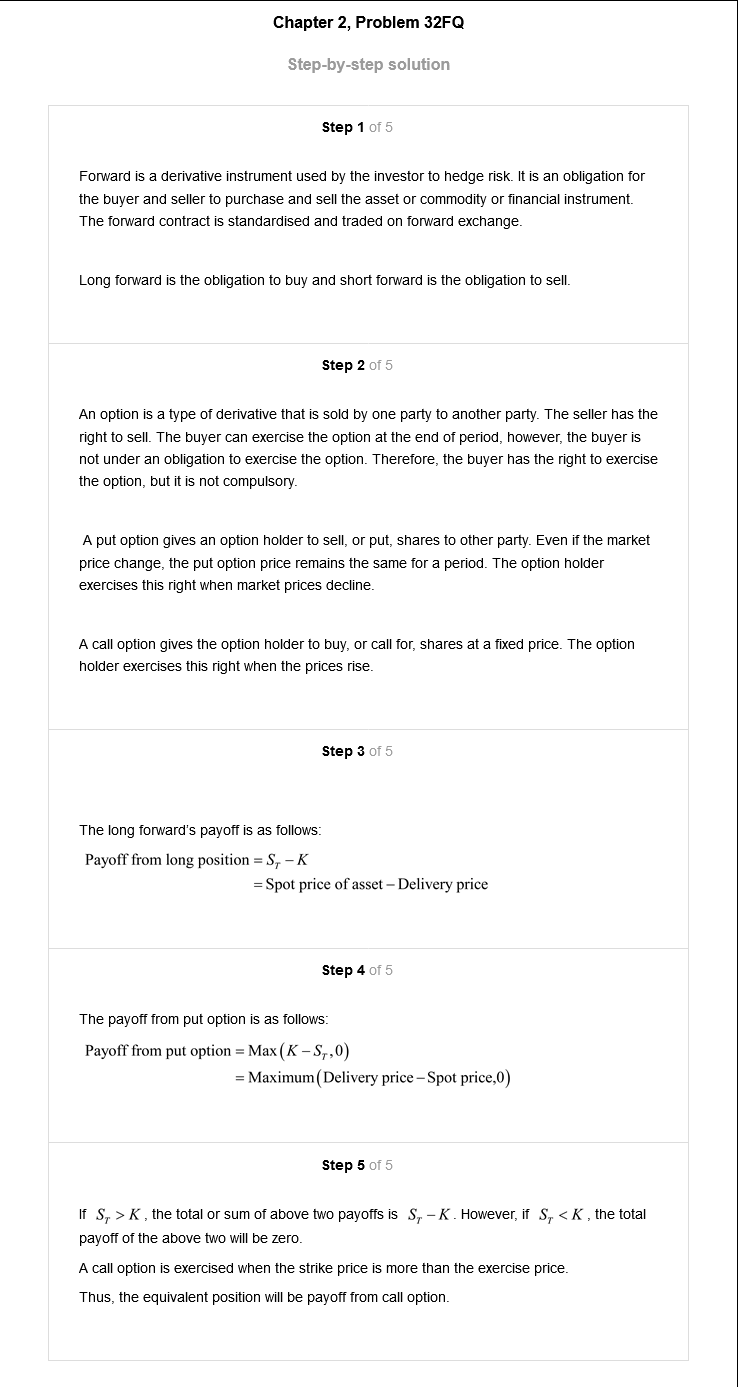 Chapter 2, Problem 32FQ
Step-by-step solution
Step 1 of 5
Forward is a derivative instrument used by the investor to hedge risk. It is an obligation for
the buyer and seller to purchase and sell the asset or commodity or financial instrument.
The forward contract is standardised and traded on forward exchange.
Long forward is the obligation to buy and short forward is the obligation to sell.
Step 2 of 5
An option is a type of derivative that is sold by one party to another party. The seller has the
right to sell. The buyer can exercise the option at the end of period, however, the buyer is
not under an obligation to exercise the option. Therefore, the buyer has the right to exercise
the option, but it is not compulsory.
A put option gives an option holder to sell, or put, shares to other party. Even if the market
price change, the put option price remains the same for a period. The option holder
exercises this right when market prices decline.
A call option gives the option holder to buy, or call for, shares at a fixed price. The option
holder exercises this right when the prices rise.
Step 3 of 5
The long forward's payoff is as follows:
Payoff from long position = S_T − K
= Spot price of asset − Delivery price
Step 4 of 5
The payoff from put option is as follows:
Payoff from put option = Max(K − S_T, 0)
= Maximum(Delivery price − Spot price,0)
Step 5 of 5
If S_T > K , the total or sum of above two payoffs is S_T − K . However, if S_T < K , the total
payoff of the above two will be zero.
A call option is exercised when the strike price is more than the exercise price.
Thus, the equivalent position will be payoff from call option.